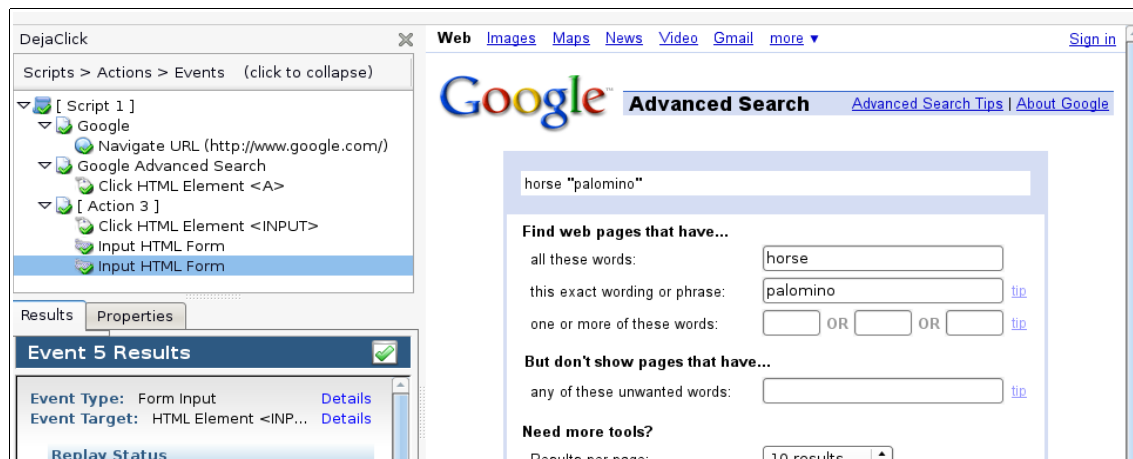 DejaClick
Scripts > Actions > Events (click to collapse)
[ Script 1 ]
Google
Navigate URL (http://www.google.com/)
Google Advanced Search
Click HTML Element <A>
[ Action 3 ]
Click HTML Element <INPUT>
Input HTML Form
Input HTML Form
Results Properties
Event 5 Results
Event Type: Form Input Details
Event Target: HTML Element <INP... Details
Replay Status
Web Images Maps News Video Gmail more ▼ Sign in
Google™ Advanced Search Advanced Search Tips | About Google
horse "palomino"
Find web pages that have...
all these words: horse
this exact wording or phrase: palomino tip
one or more of these words: OR OR tip
But don't show pages that have...
any of these unwanted words: tip
Need more tools?
Results per page: 10 results